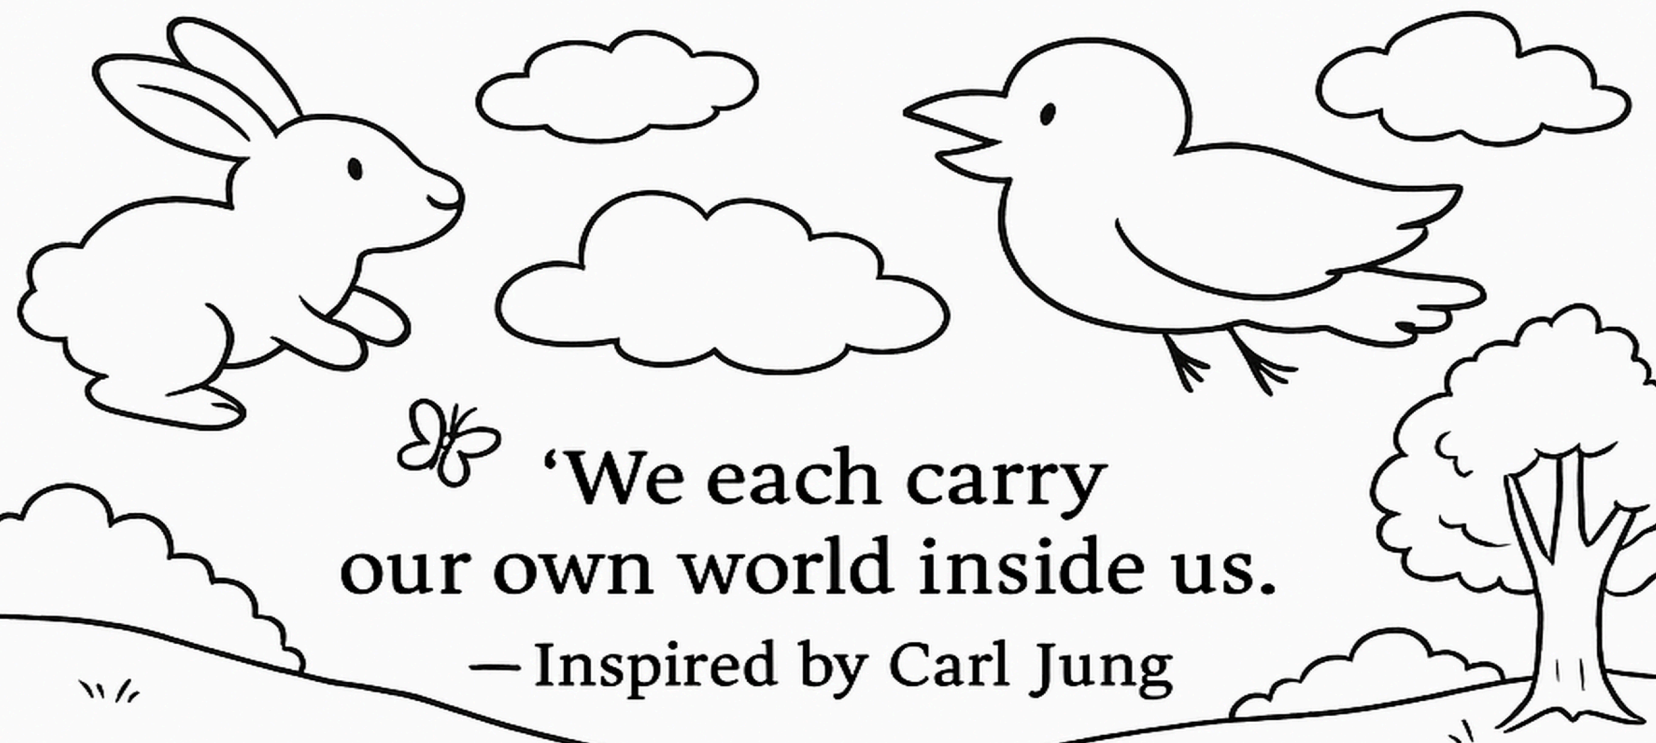 ‘We each carry
our own world inside us.
— Inspired by Carl Jung